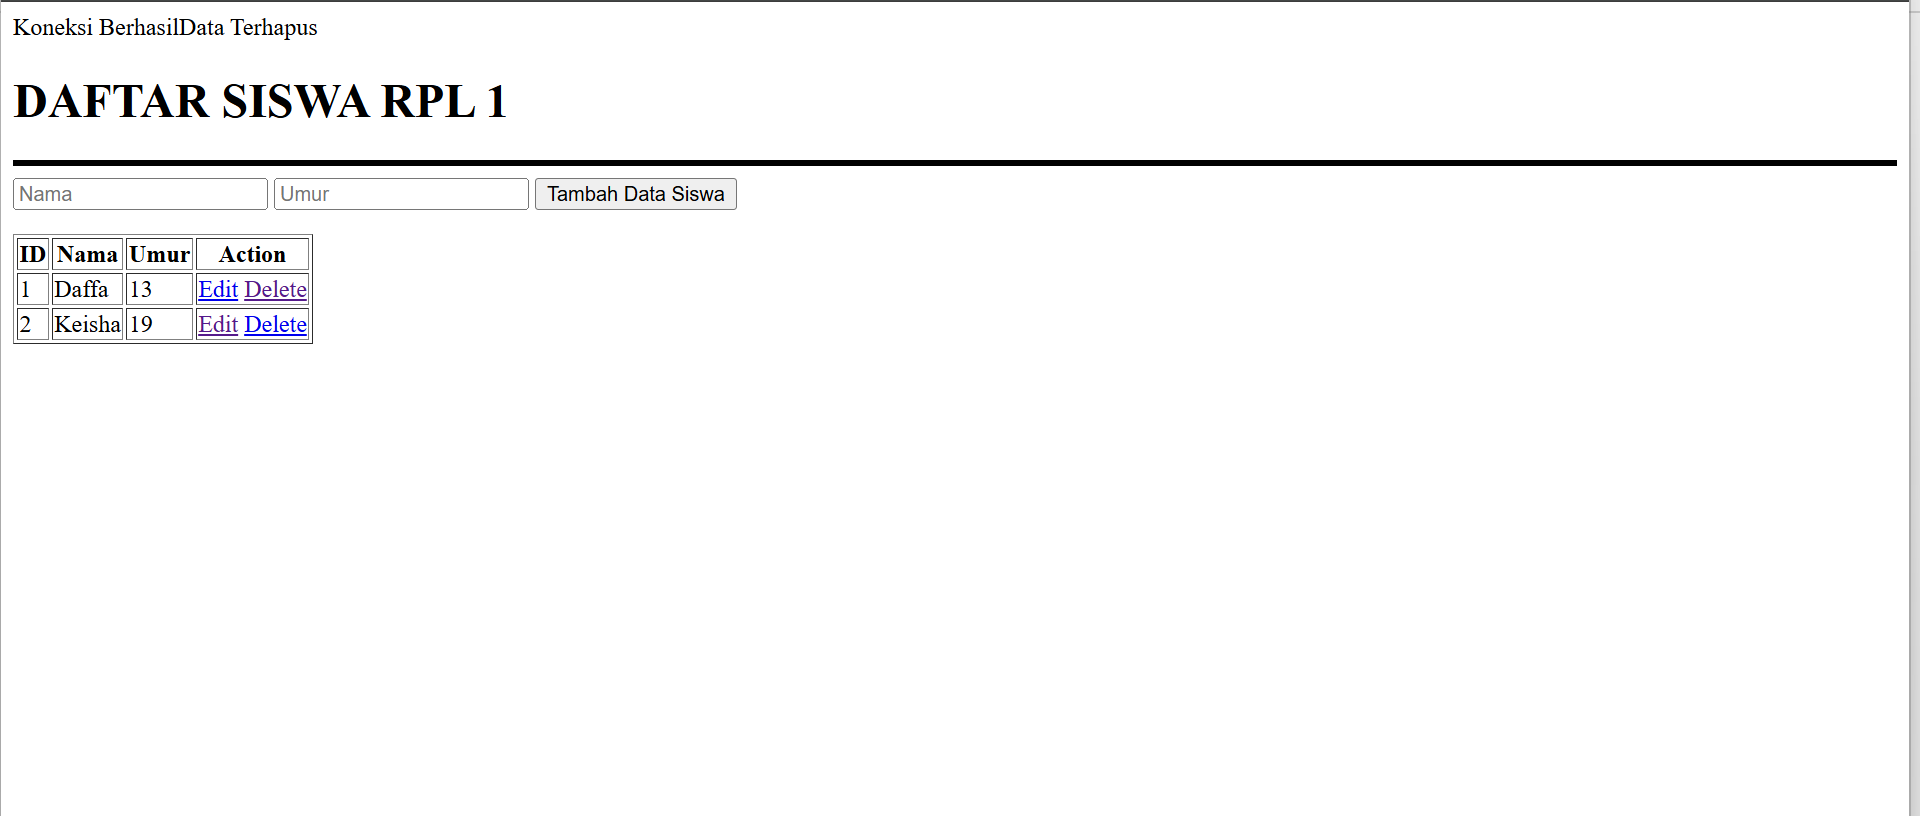 Koneksi BerhasilData Terhapus
DAFTAR SISWA RPL 1
Nama Umur Tambah Data Siswa
ID Nama Umur Action
1 Daffa 13 Edit Delete
2 Keisha 19 Edit Delete